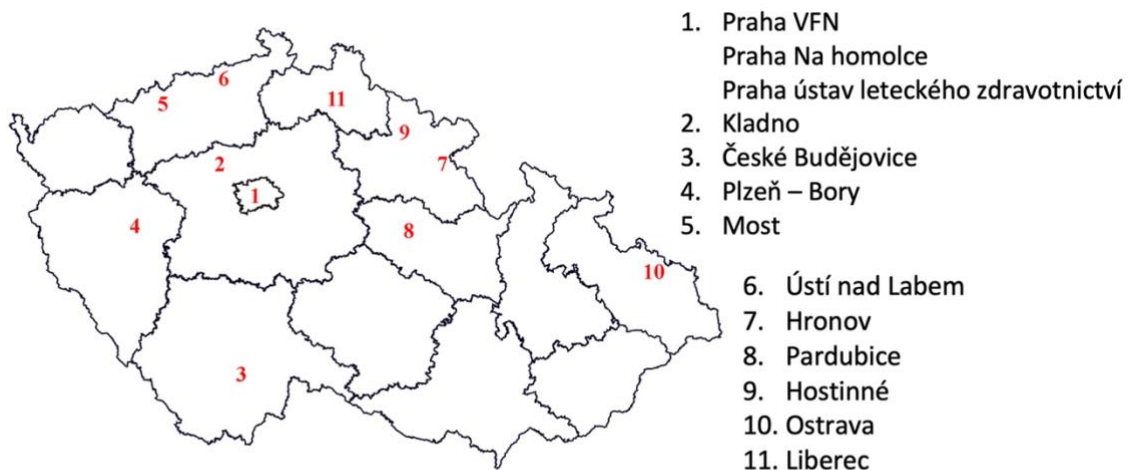 1. Praha VFN
Praha Na homolce
Praha ústav leteckého zdravotnictví
2. Kladno
3. České Budějovice
4. Plzeň – Bory
5. Most
6. Ústí nad Labem
7. Hronov
8. Pardubice
9. Hostinné
10. Ostrava
11. Liberec
6
5
11
9
2
7
1
4
8
10
3